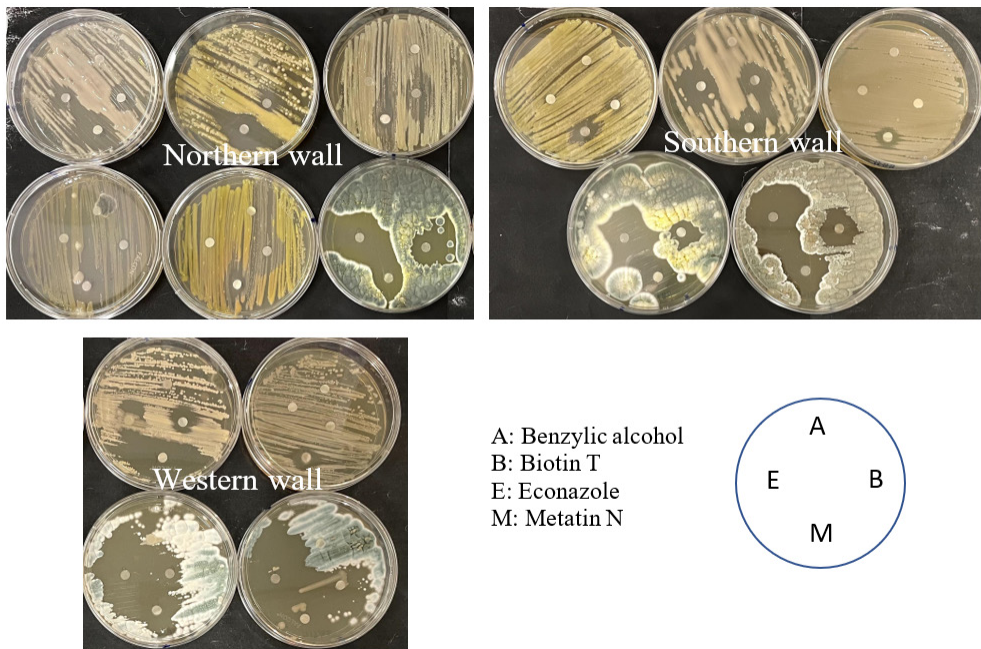 Northern wall
Southern wall
Western wall
A: Benzylic alcohol
B: Biotin T
E: Econazole
M: Metatin N
A
E B
M